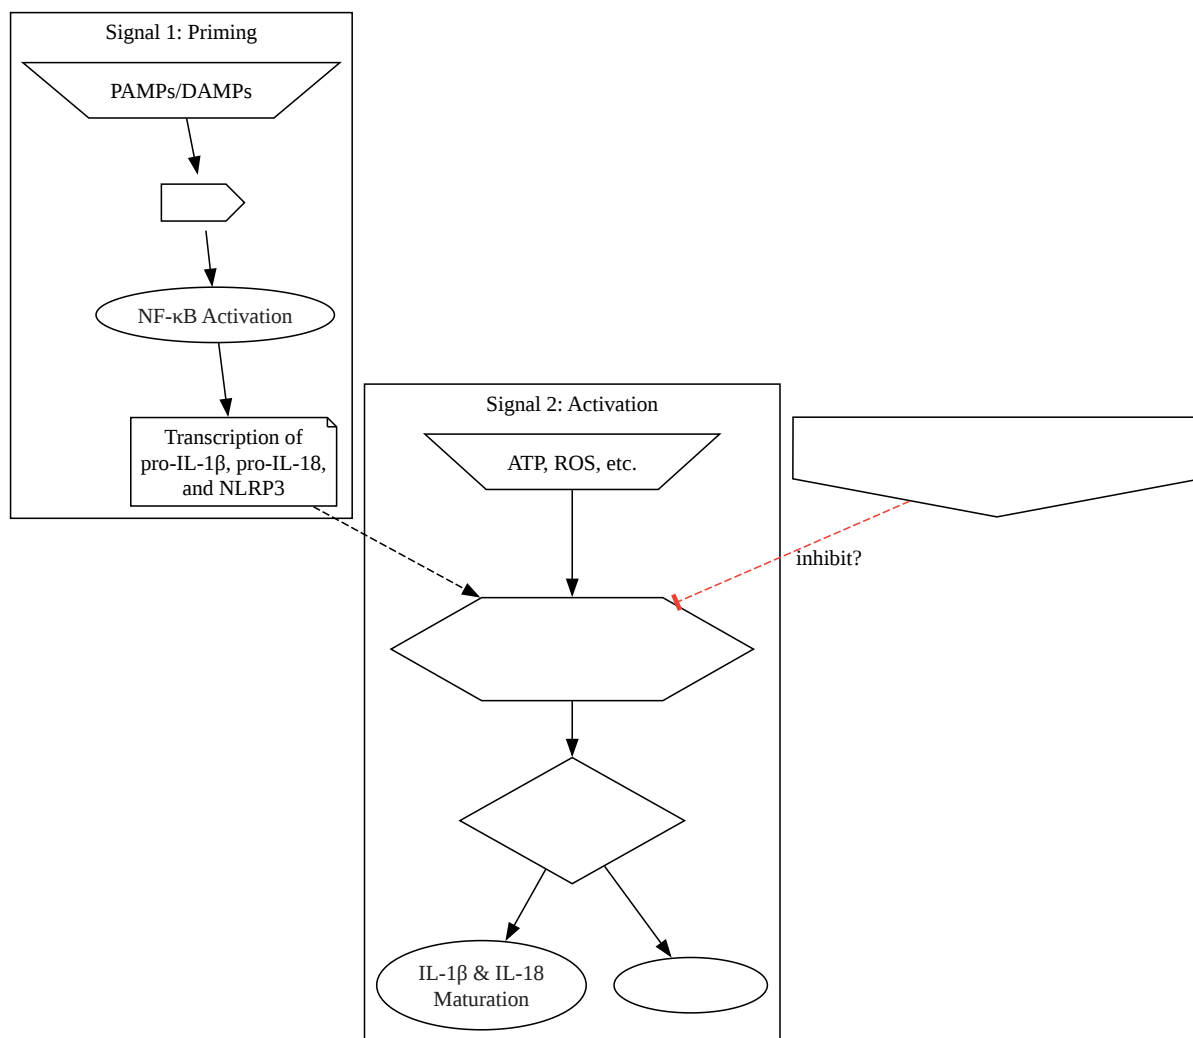 Signal 1: Priming
PAMPs/DAMPs
NF-κB Activation
Transcription of
pro-IL-1β, pro-IL-18,
and NLRP3
Signal 2: Activation
ATP, ROS, etc.
inhibit?
IL-1β & IL-18
Maturation